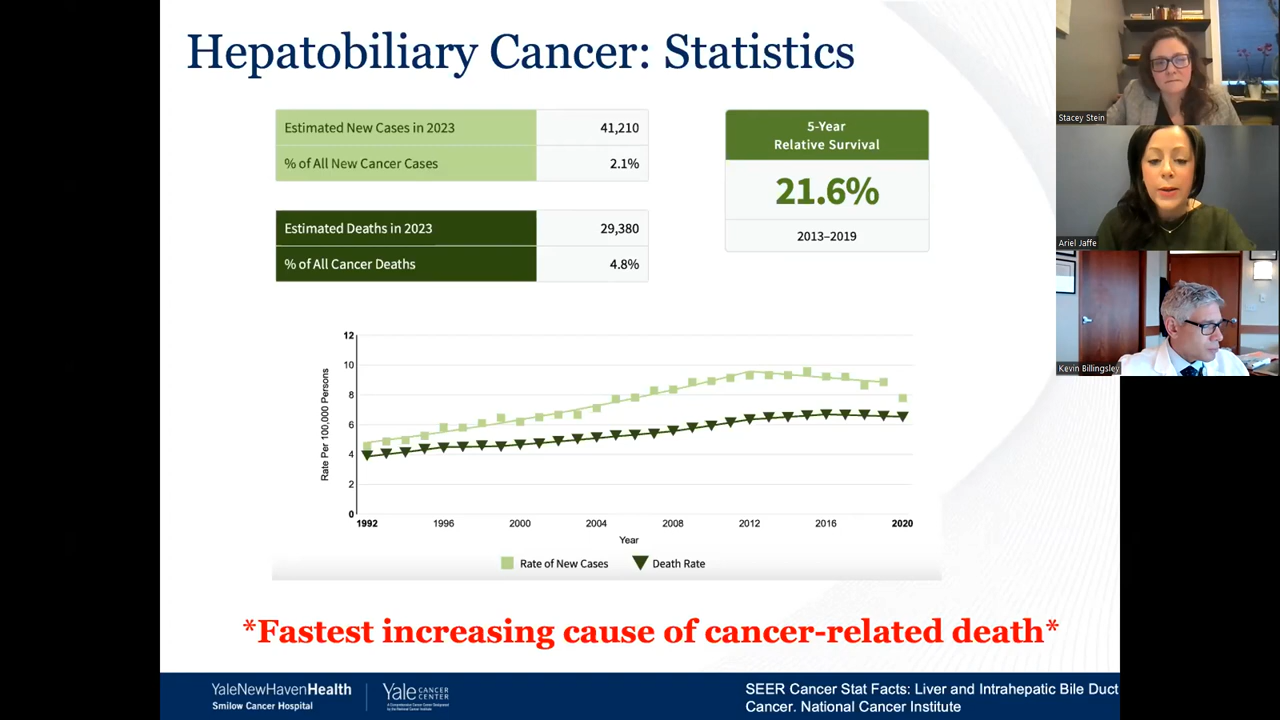 Hepatobiliary Cancer: Statistics
Estimated New Cases in 2023 41,210
% of All New Cancer Cases 2.1%
Estimated Deaths in 2023 29,380
% of All Cancer Deaths 4.8%
5-Year
Relative Survival
21.6%
2013–2019
Rate Per 100,000 Persons
12
10
8
6
4
2
0
1992 1996 2000 2004 2008 2012 2016 2020
Year
Rate of New Cases Death Rate
*Fastest increasing cause of cancer-related death*
YaleNewHavenHealth
Smilow Cancer Hospital
Yale CANCER CENTER
SEER Cancer Stat Facts: Liver and Intrahepatic Bile Duct
Cancer. National Cancer Institute
Stacey Stein
Ariel Jaffe
Kevin Billingsley